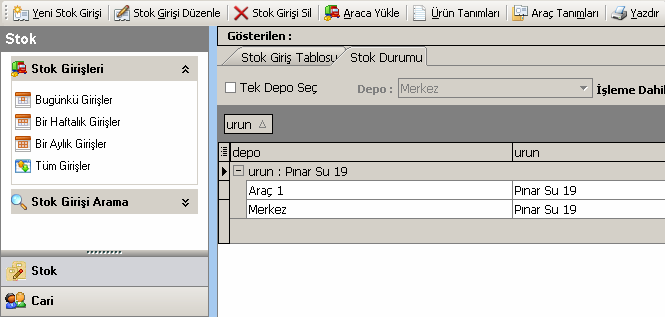 Yeni Stok Girişi Stok Girişi Düzenle Stok Girişi Sil Araca Yükle Ürün Tanımları Araç Tanımları Yazdır
Stok
Gösterilen :
Stok Giriş Tablosu Stok Durumu
Stok Girişleri
Tek Depo Seç Depo : Merkez İşleme Dahil
Bugünkü Girişler
Bir Haftalık Girişler
Bir Aylık Girişler
Tüm Girişler
urun
depo urun
urun : Pınar Su 19
Araç 1 Pınar Su 19
Merkez Pınar Su 19
Stok Girişi Arama
Stok
Cari